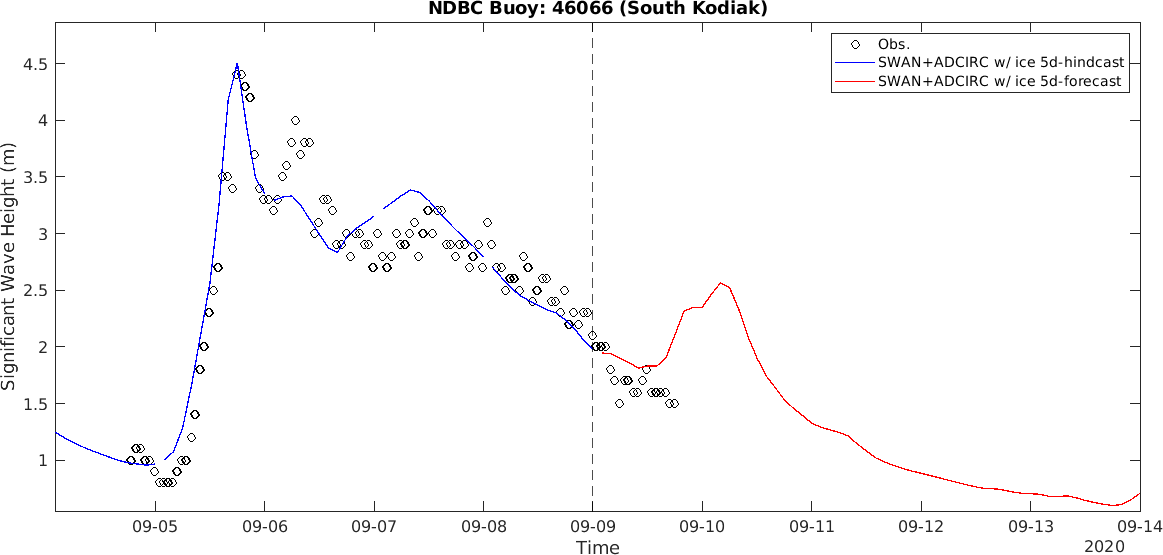 NDBC Buoy: 46066 (South Kodiak)
Obs.
SWAN+ADCIRC w/ ice 5d-hindcast
SWAN+ADCIRC w/ ice 5d-forecast
Significant Wave Height (m)
4.5
4
3.5
3
2.5
2
1.5
1
09-05 09-06 09-07 09-08 09-09 09-10 09-11 09-12 09-13 09-14
Time
2020